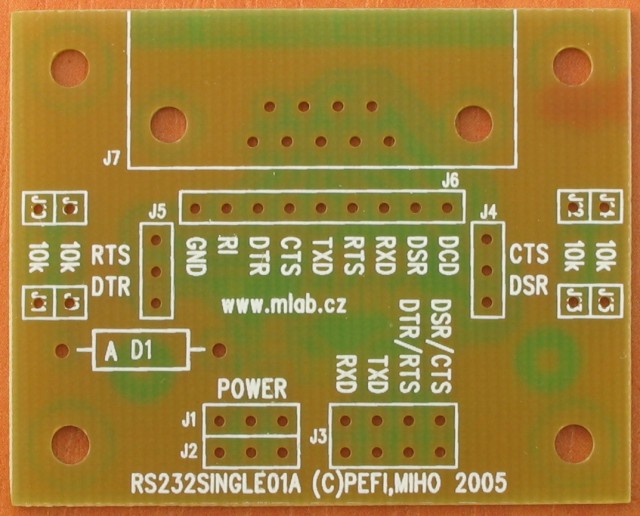 J7
J6
J5
J4
GND
RI
DTR
CTS
TXD
RTS
RXD
DSR
DCD
RTS
DTR
CTS
DSR
10k
10k
10k
10k
www.mlab.cz
A D1
RXD
TXD
DTR/RTS
DSR/CTS
POWER
J1
J2
J3
RS232SINGLE01A (C)PEFI,MIHO 2005